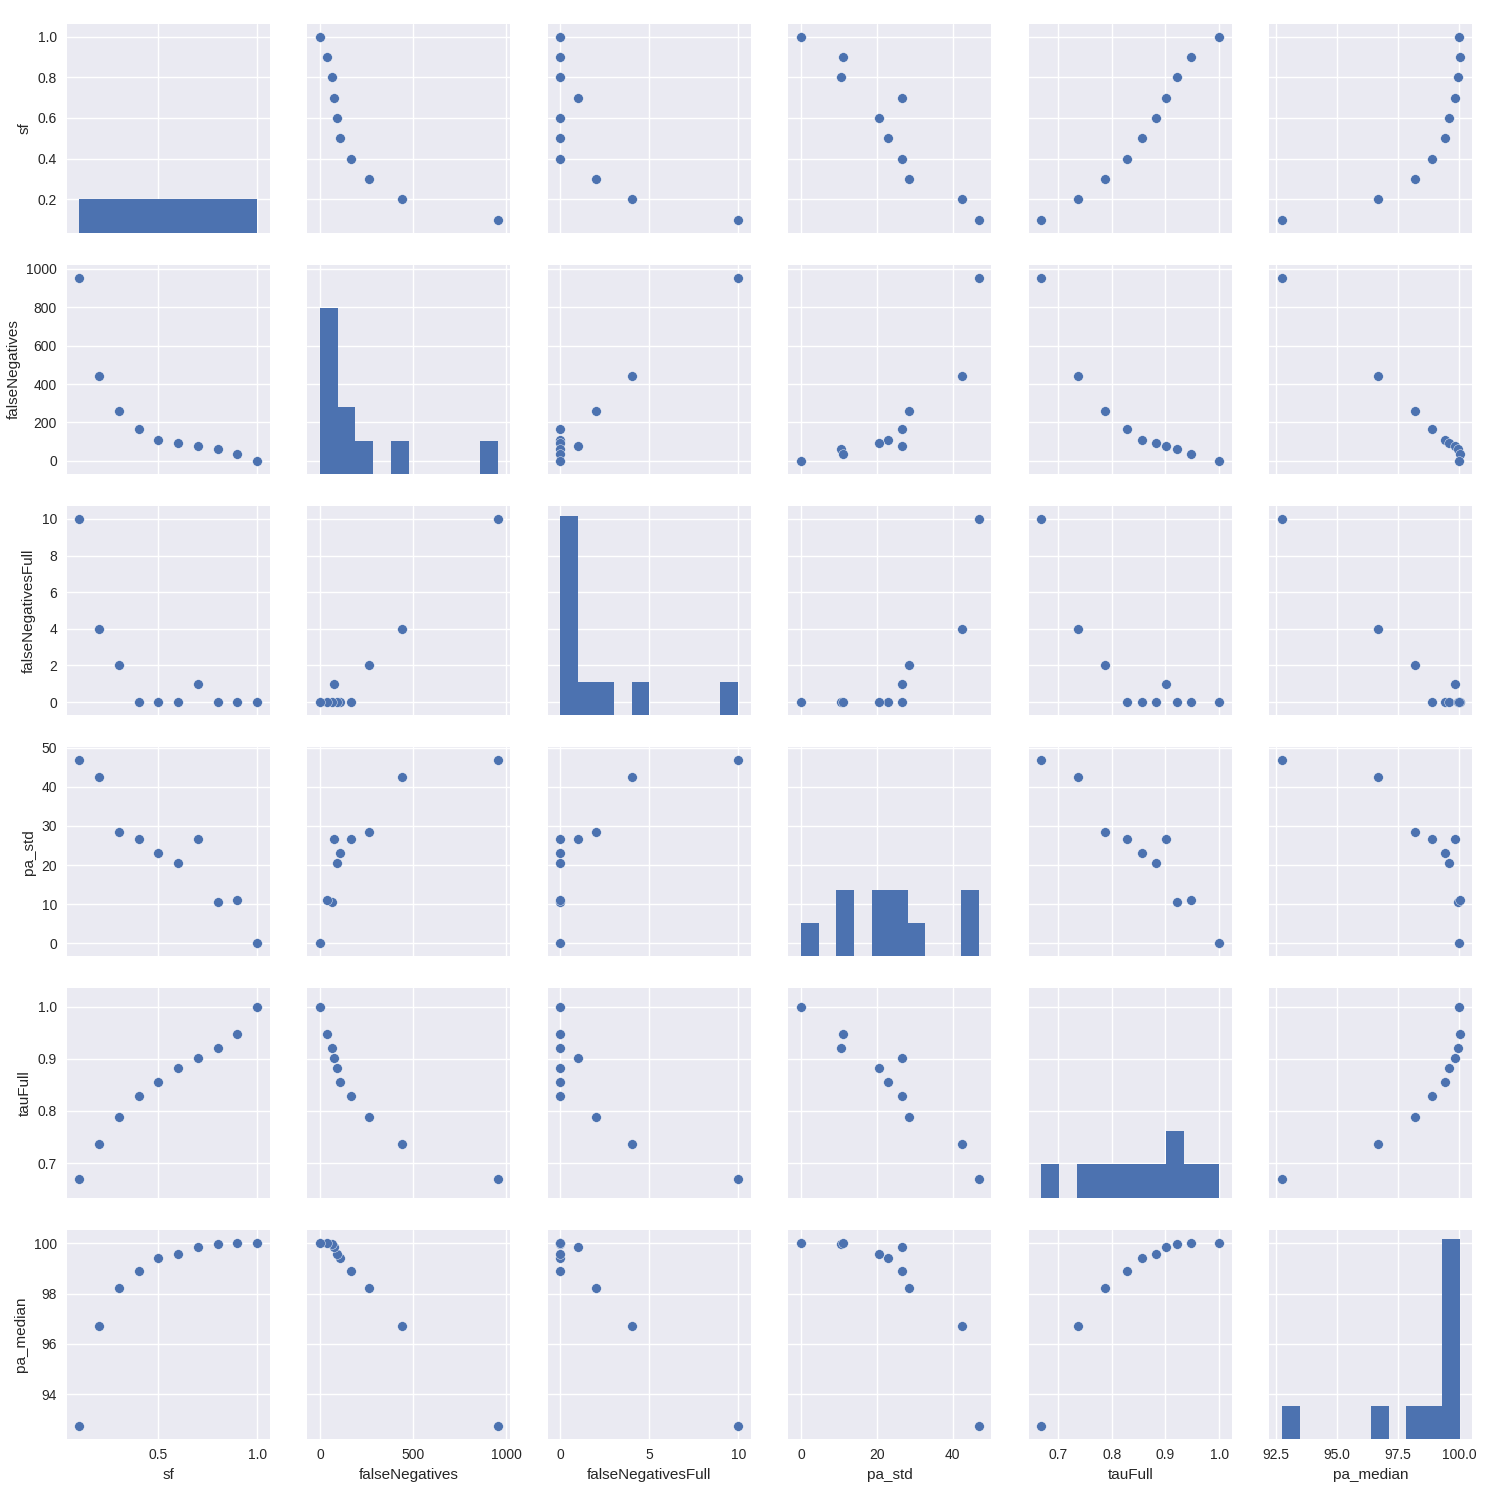 1.0
0.8
0.6
0.4
0.2
sf
1000
800
600
400
200
0
falseNegatives
10
8
6
4
2
0
falseNegativesFull
50
40
30
20
10
0
pa_std
1.0
0.9
0.8
0.7
tauFull
100
98
96
94
pa_median
0.5 1.0
0 500 1000
0 5 10
0 20 40
0.7 0.8 0.9 1.0
92.5 95.0 97.5 100.0
sf
falseNegatives
falseNegativesFull
pa_std
tauFull
pa_median